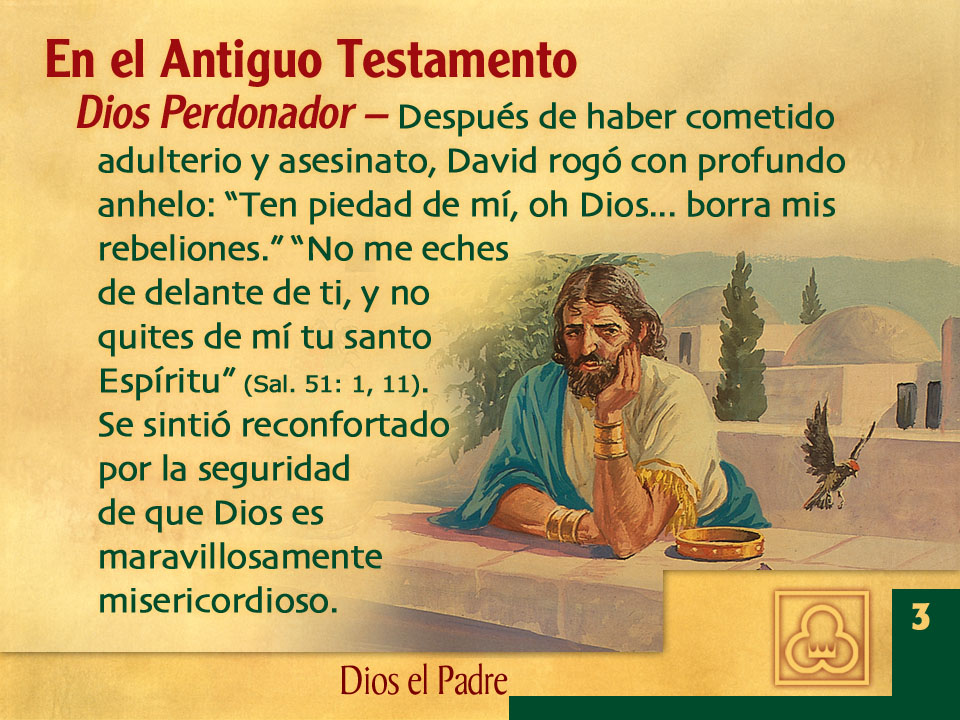 En el Antiguo Testamento
Dios Perdonador – Después de haber cometido
adulterio y asesinato, David rogó con profundo
anhelo: “Ten piedad de mí, oh Dios... borra mis
rebeliones.” “No me eches
de delante de ti, y no
quites de mí tu santo
Espíritu” (Sal. 51: 1, 11).
Se sintió reconfortado
por la seguridad
de que Dios es
maravillosamente
misericordioso.
3
Dios el Padre